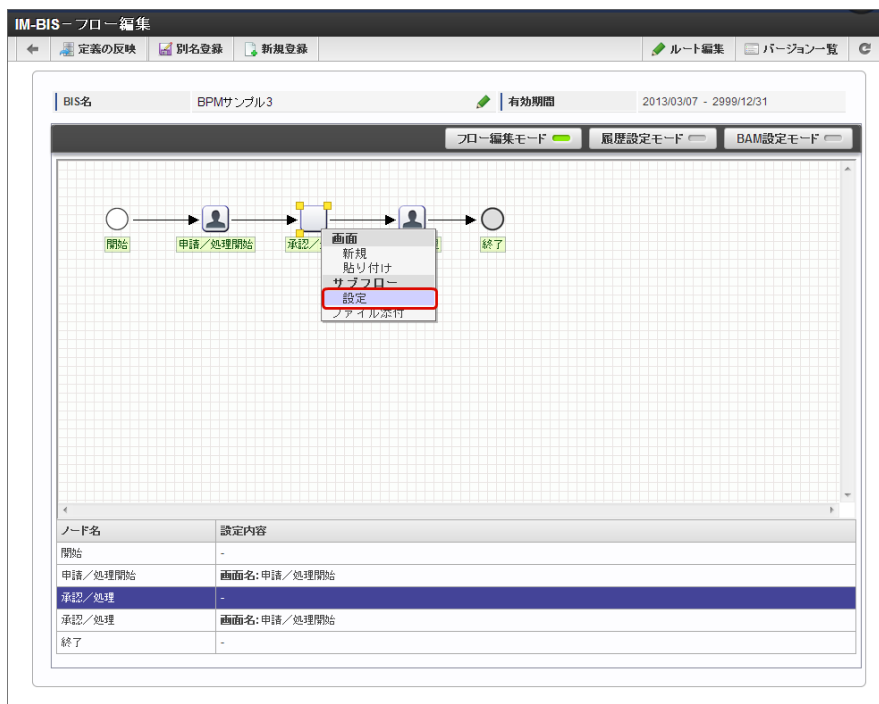 IM-BIS－フロー編集
定義の反映 別名登録 新規登録 ルート編集 バージョン一覧
BIS名 BPMサンプル3 有効期間 2013/03/07 - 2999/12/31
フロー編集モード 履歴設定モード BAM設定モード
開始 申請／処理開始 承認／ 終了
画面
新規
貼り付け
サブフロー
設定
ファイル添付
ノード名 設定内容
開始 -
申請／処理開始 画面名:申請／処理開始
承認／処理 -
承認／処理 画面名:申請／処理開始
終了 -